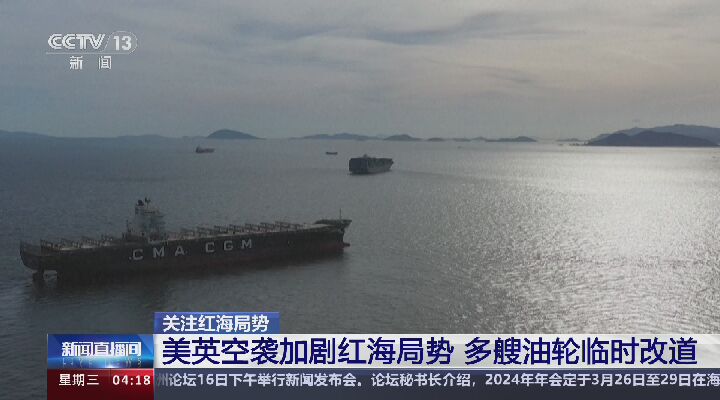 CCTV 13
新闻
CMA CGM
关注红海局势
新闻直播间
美英空袭加剧红海局势 多艘油轮临时改道
星期三 04:18
州论坛16日下午举行新闻发布会。论坛秘书长介绍，2024年年会定于3月26日至29日在海